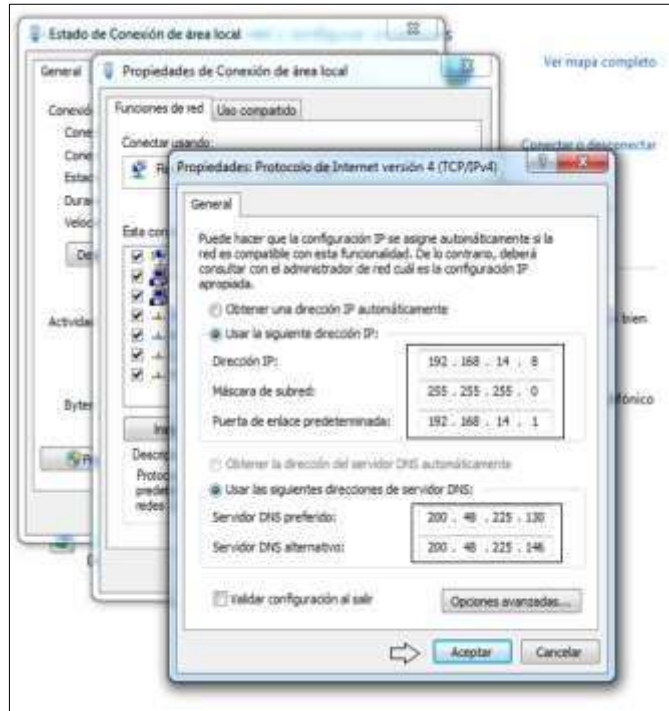 Estado de Conexión de área local
General
Propiedades de Conexión de área local
Ver mapa completo
Funciones de red
Uso compartido
Conectar usando:
Conectar o desconectar
Propiedades: Protocolo de Internet versión 4 (TCP/IPv4)
General
Puede hacer que la configuración IP se asigne automáticamente si la
red es compatible con esta funcionalidad. De lo contrario, deberá
consultar con el administrador de red cuál es la configuración IP
apropiada.
Obtener una dirección IP automáticamente
Usar la siguiente dirección IP:
Dirección IP: 192 . 168 . 14 . 8
Máscara de subred: 255 . 255 . 255 . 0
Puerta de enlace predeterminada: 192 . 168 . 14 . 1
Obtener la dirección del servidor DNS automáticamente
Usar las siguientes direcciones de servidor DNS:
Servidor DNS preferido: 200 . 48 . 225 . 130
Servidor DNS alternativo: 200 . 48 . 225 . 146
Validar configuración al salir
Opciones avanzadas...
Aceptar
Cancelar
bien
Bytes
redes